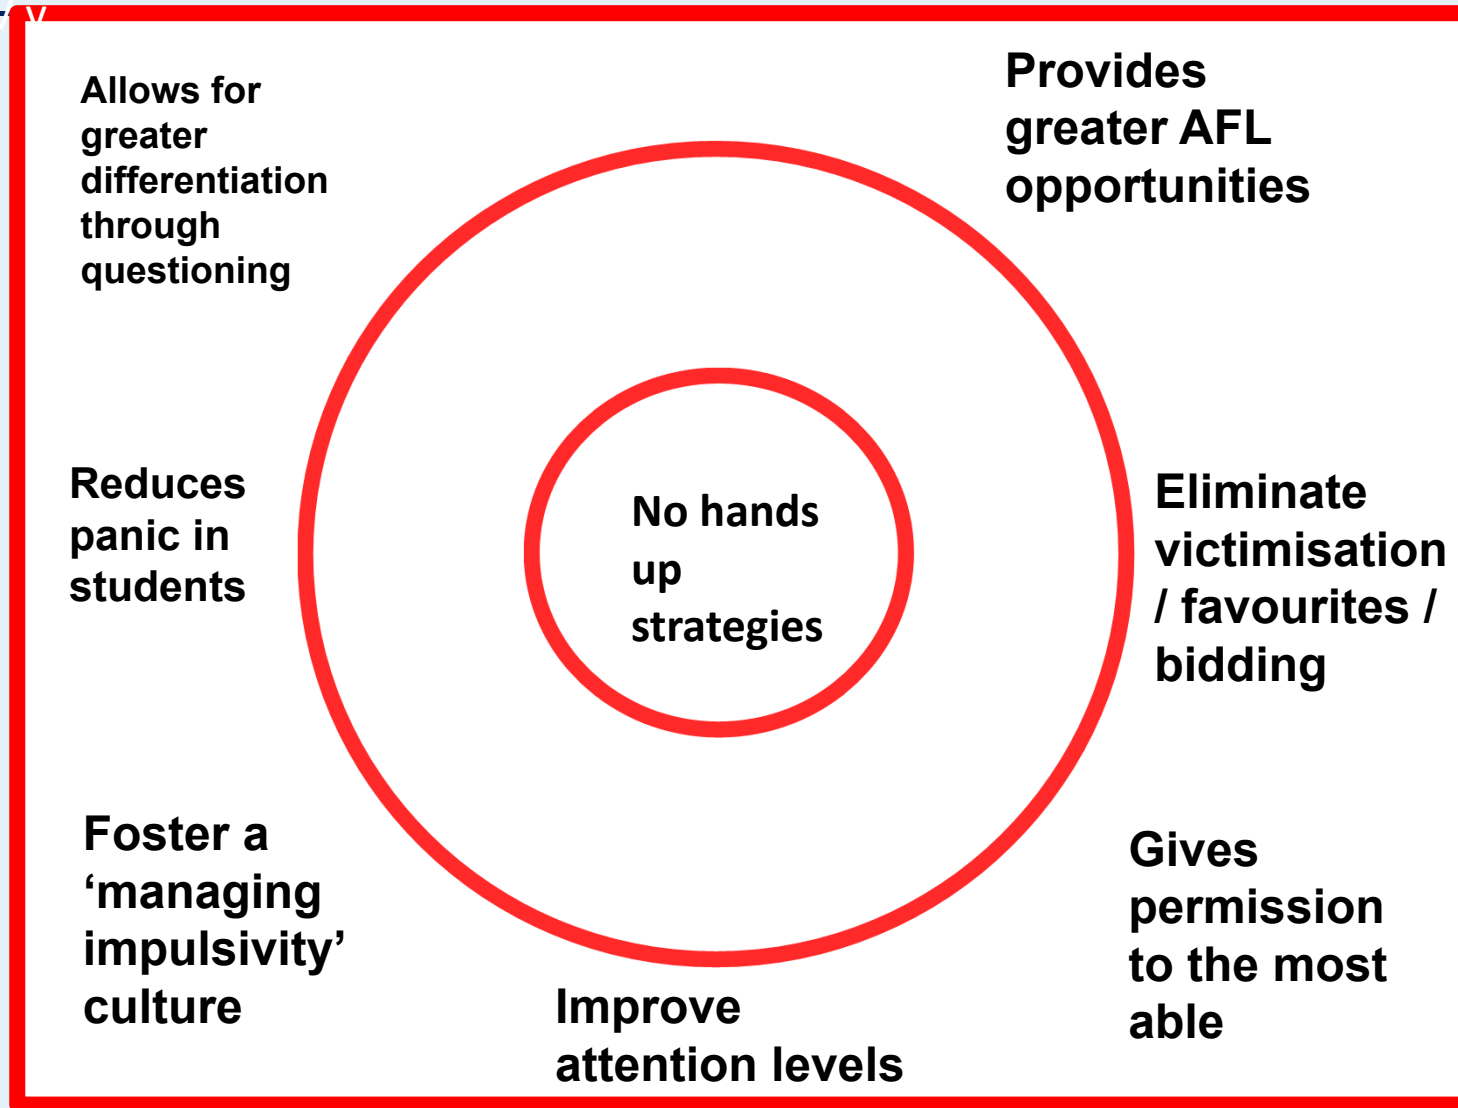 Allows for
greater
differentiation
through
questioning
Provides
greater AFL
opportunities
Reduces
panic in
students
No hands
up
strategies
Eliminate
victimisation
/ favourites /
bidding
Foster a
‘managing
impulsivity’
culture
Improve
attention levels
Gives
permission
to the most
able